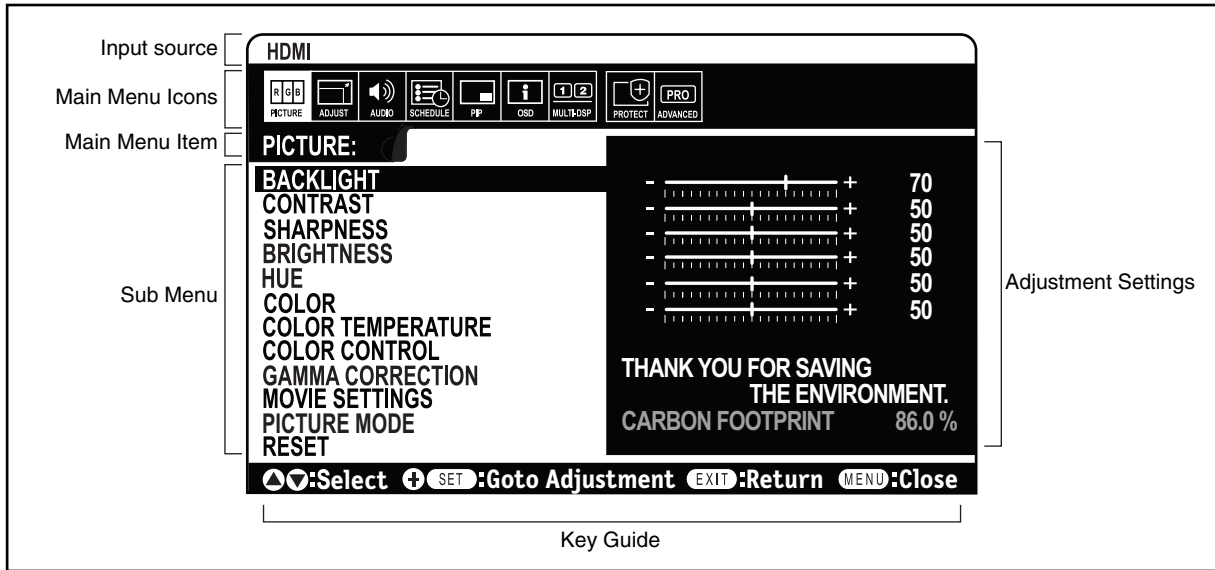 Input source
HDMI
Main Menu Icons
RGB
PICTURE ADJUST AUDIO SCHEDULE PIP OSD 1 2 MULTI-DSP PROTECT PRO ADVANCED
Main Menu Item
PICTURE:
BACKLIGHT - + 70
CONTRAST - + 50
SHARPNESS - + 50
BRIGHTNESS - + 50
HUE - + 50
COLOR - + 50
COLOR TEMPERATURE
COLOR CONTROL
GAMMA CORRECTION
MOVIE SETTINGS
PICTURE MODE
RESET
Sub Menu
THANK YOU FOR SAVING
THE ENVIRONMENT.
CARBON FOOTPRINT 86.0 %
Adjustment Settings
:Select SET:Goto Adjustment EXIT:Return MENU:Close
Key Guide